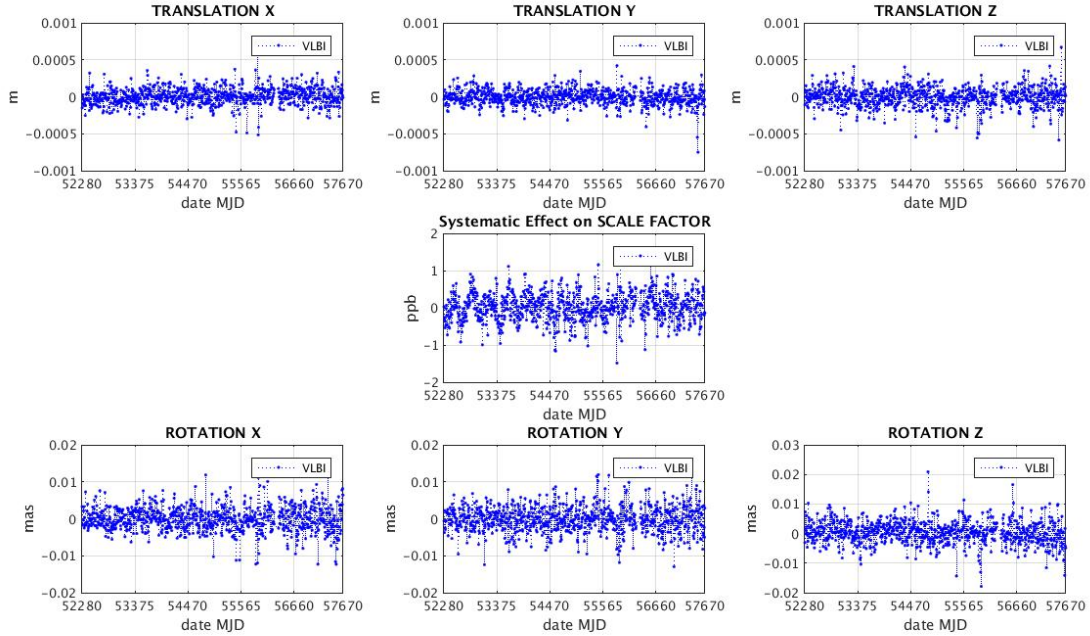 TRANSLATION X
TRANSLATION Y
TRANSLATION Z
0.001
0.0005
0
−0.0005
−0.001
m
VLBI
52280 53375 54470 55565 56660 57670
date MJD
0.001
0.0005
0
−0.0005
−0.001
m
VLBI
52280 53375 54470 55565 56660 57670
date MJD
0.001
0.0005
0
−0.0005
−0.001
m
VLBI
52280 53375 54470 55565 56660 57670
date MJD
Systematic Effect on SCALE FACTOR
2
1
0
−1
−2
ppb
VLBI
52280 53375 54470 55565 56660 57670
date MJD
ROTATION X
ROTATION Y
ROTATION Z
0.02
0.01
0
−0.01
−0.02
mas
VLBI
52280 53375 54470 55565 56660 57670
date MJD
0.02
0.01
0
−0.01
−0.02
mas
VLBI
52280 53375 54470 55565 56660 57670
date MJD
0.03
0.02
0.01
0
−0.01
−0.02
mas
VLBI
52280 53375 54470 55565 56660 57670
date MJD